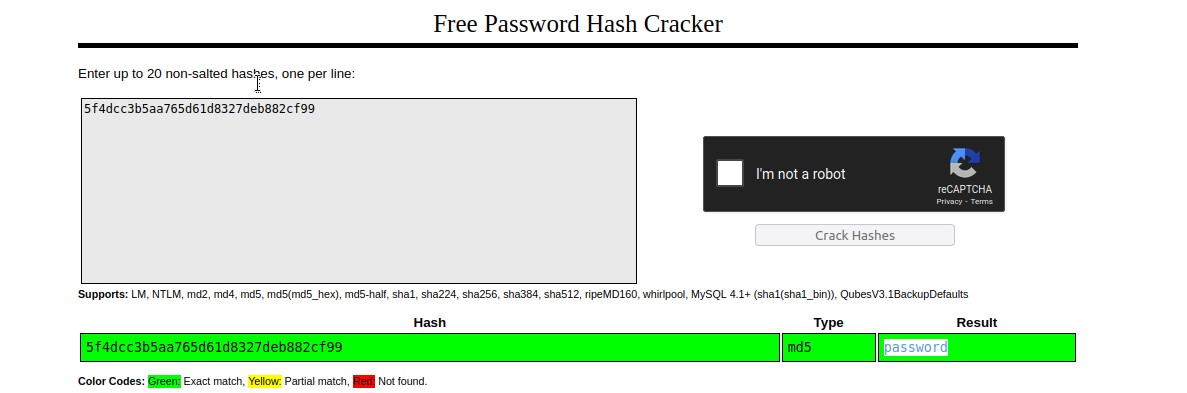 Free Password Hash Cracker
Enter up to 20 non-salted hashes, one per line:
5f4dcc3b5aa765d61d8327deb882cf99
I'm not a robot
reCAPTCHA
Privacy - Terms
Crack Hashes
Supports: LM, NTLM, md2, md4, md5, md5(md5_hex), md5-half, sha1, sha224, sha256, sha384, sha512, ripeMD160, whirlpool, MySQL 4.1+ (sha1(sha1_bin)), QubesV3.1BackupDefaults
Hash Type Result
5f4dcc3b5aa765d61d8327deb882cf99 md5 password
Color Codes: Green: Exact match, Yellow: Partial match, Red: Not found.